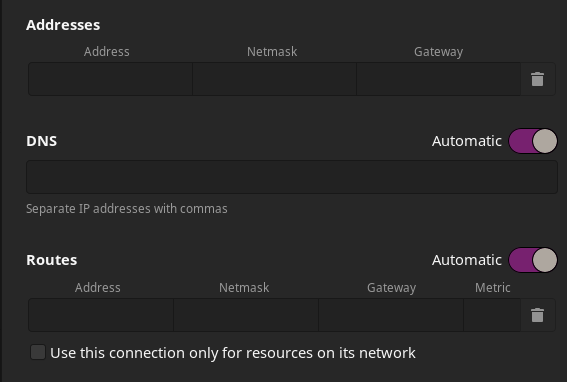 Addresses
Address Netmask Gateway
DNS Automatic
Separate IP addresses with commas
Routes Automatic
Address Netmask Gateway Metric
Use this connection only for resources on its network